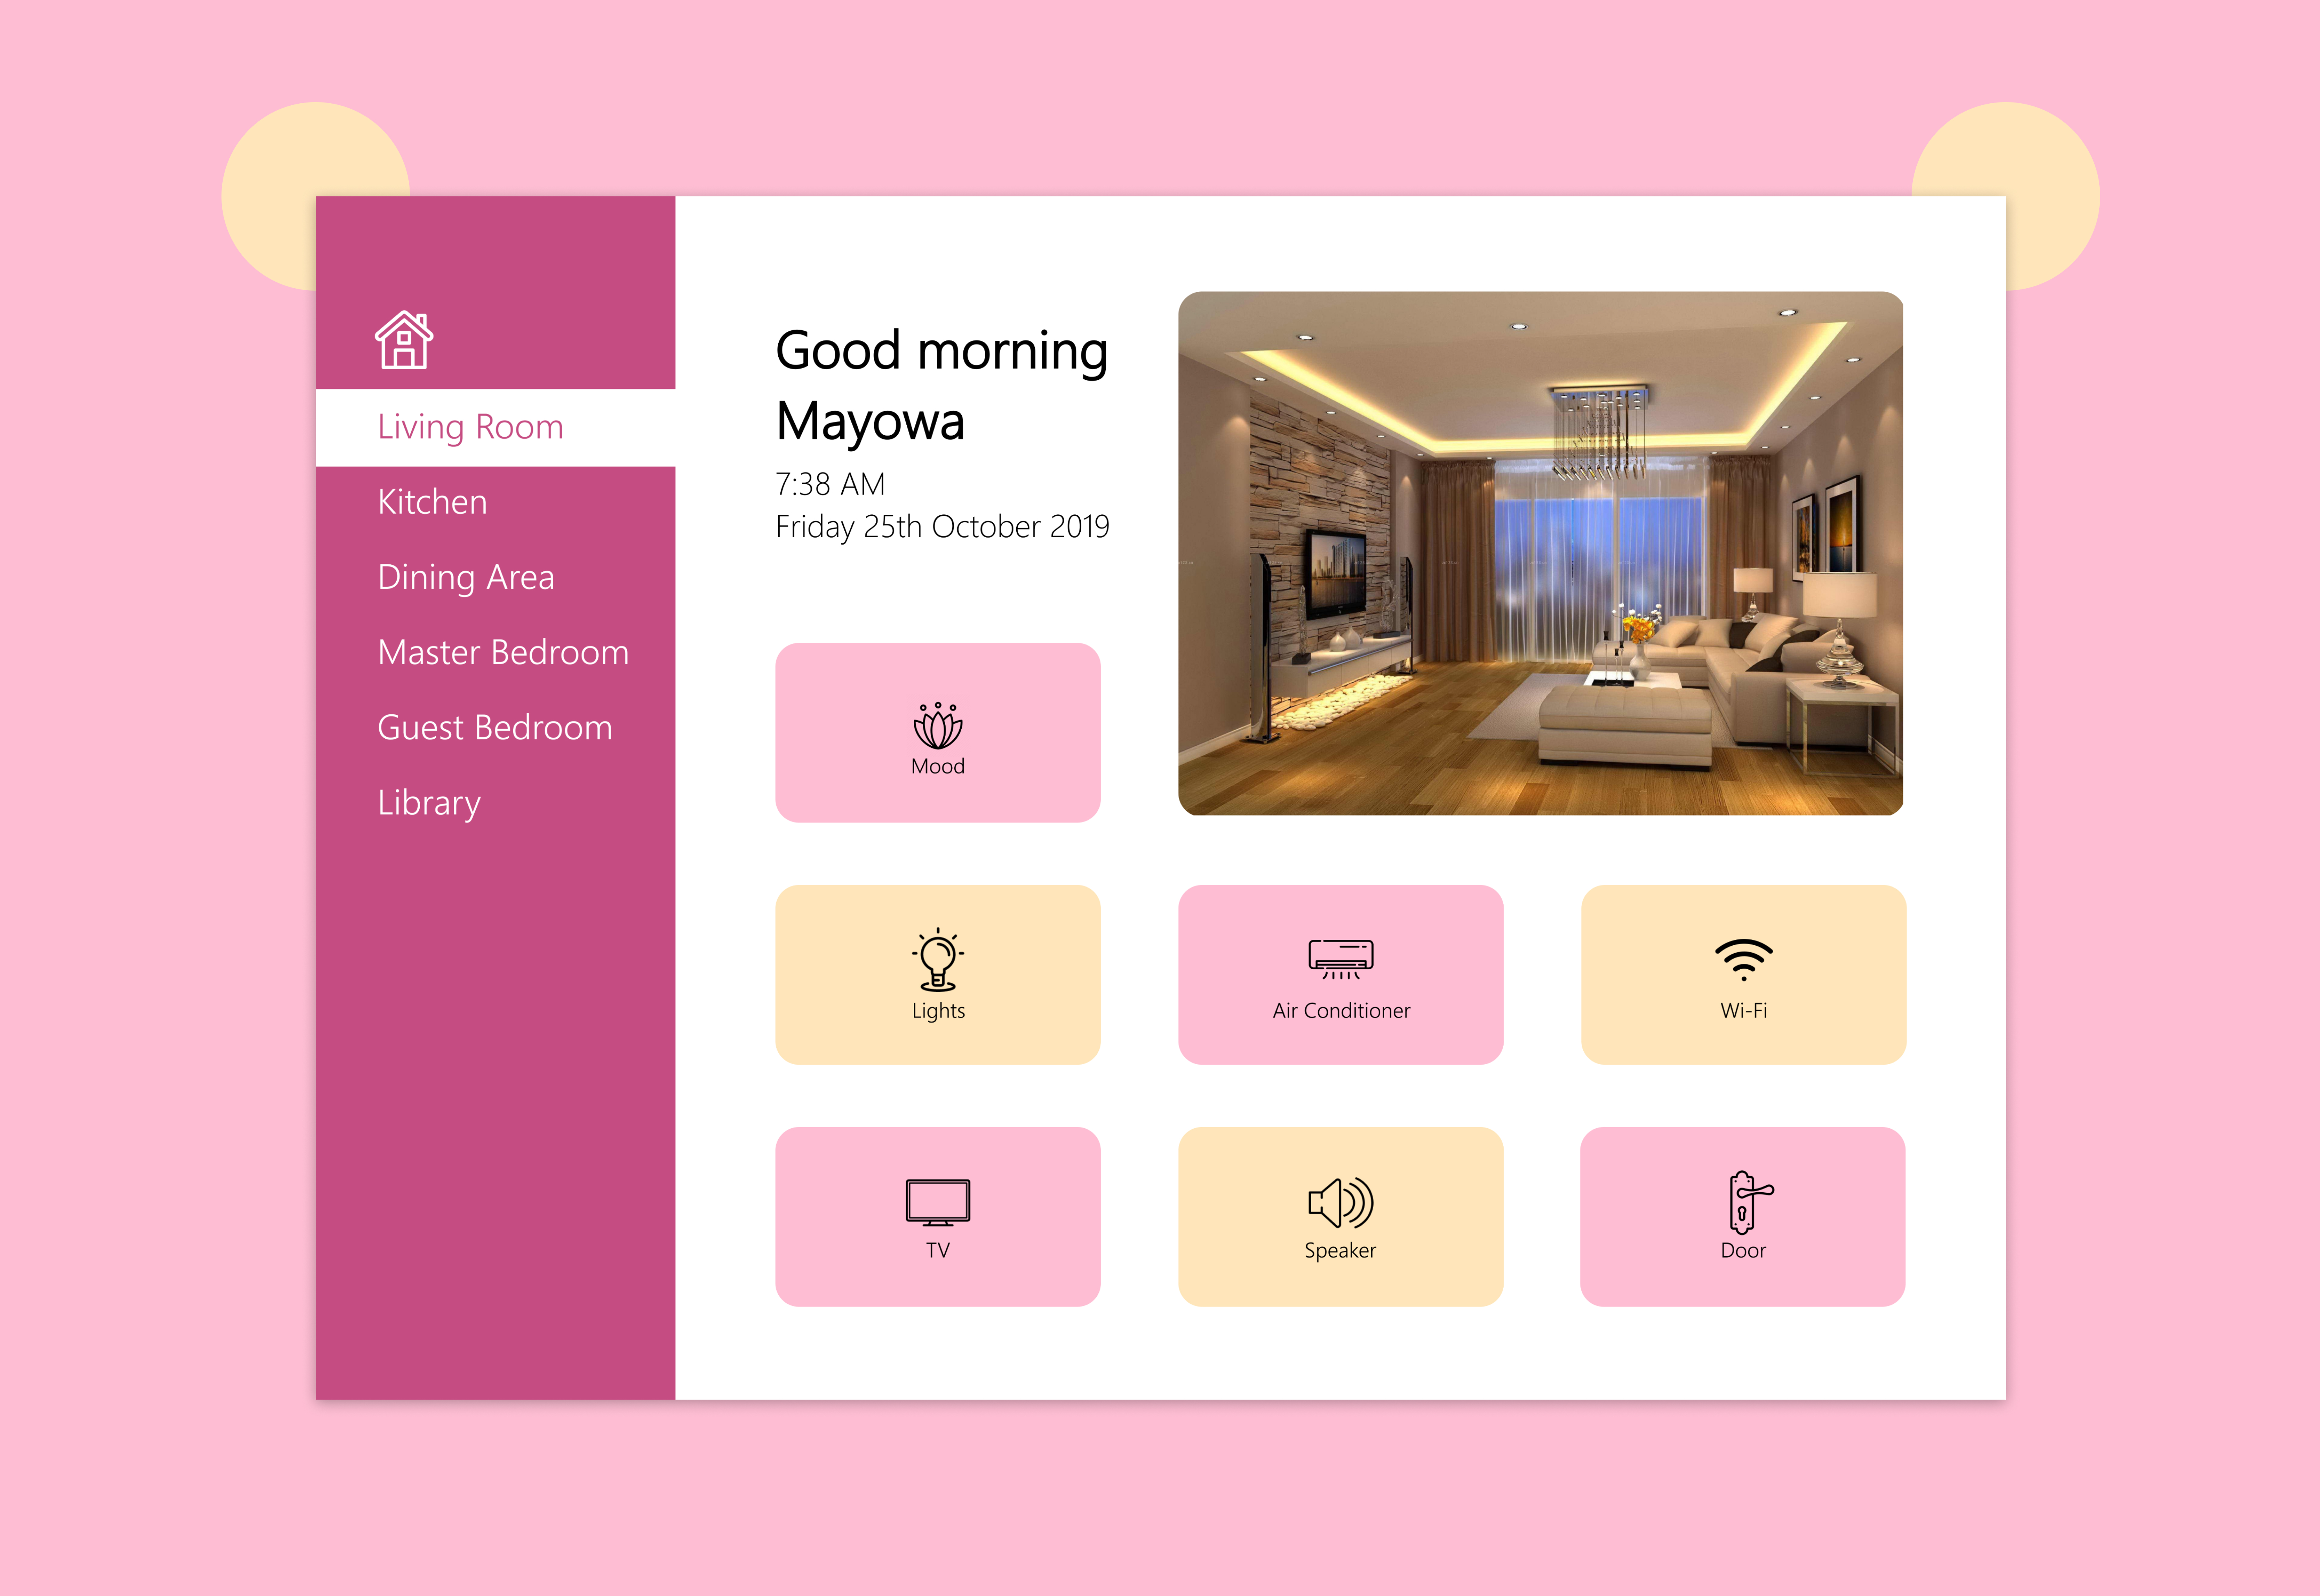 Living Room
Kitchen
Dining Area
Master Bedroom
Guest Bedroom
Library
Good morning
Mayowa
7:38 AM
Friday 25th October 2019
Mood
Lights
Air Conditioner
Wi-Fi
TV
Speaker
Door